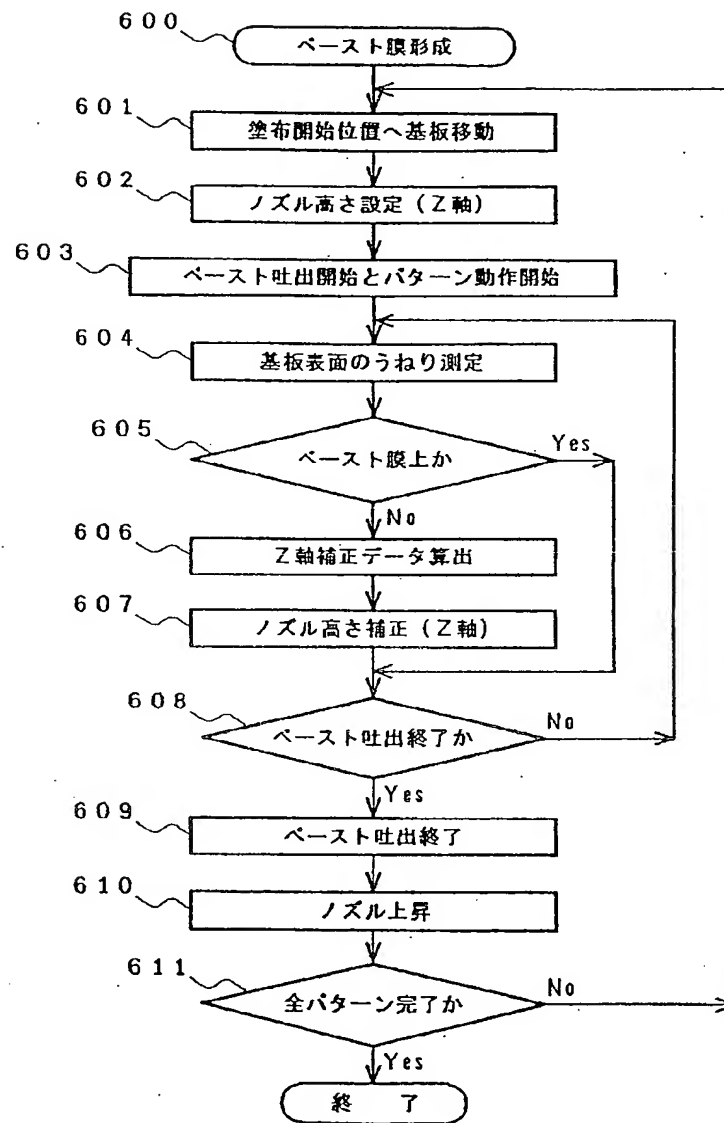 600
ペースト膜形成
601
塗布開始位置へ基板移動
602
ノズル高さ設定(Z軸)
603
ペースト吐出開始とパターン動作開始
604
基板表面のうねり測定
605
ペースト膜上か
Yes
No
606
Z軸補正データ算出
607
ノズル高さ補正(Z軸)
608
ペースト吐出終了か
No
Yes
609
ペースト吐出終了
610
ノズル上昇
611
全パターン完了か
No
Yes
終 了